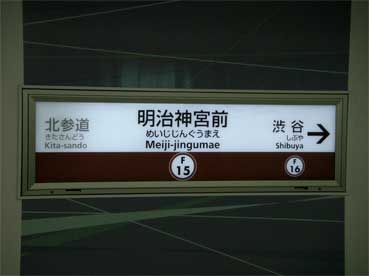 北参道
きたさんどう
Kita-sando
明治神宮前
めいじじんぐうまえ
Meiji-jingumae
F
15
渋谷
しぶや
Shibuya
→
F
16